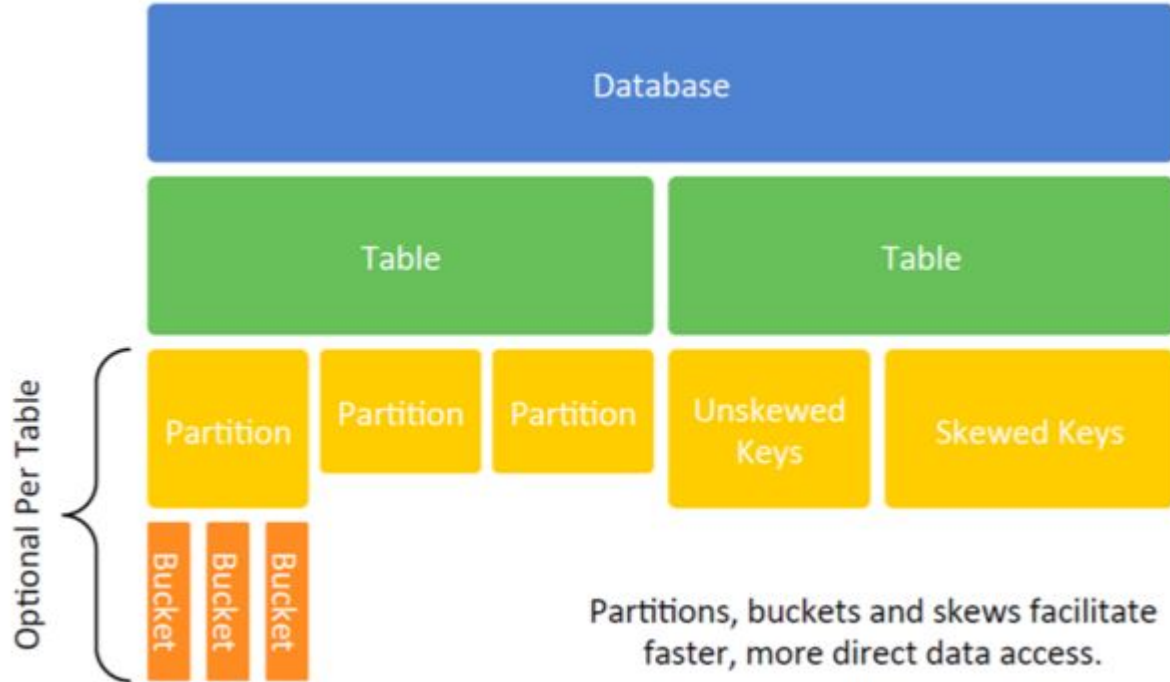 Database
Table
Table
Optional Per Table
Partition
Partition
Partition
Unskewed
Keys
Skewed Keys
Bucket
Bucket
Bucket
Partitions, buckets and skews facilitate
faster, more direct data access.